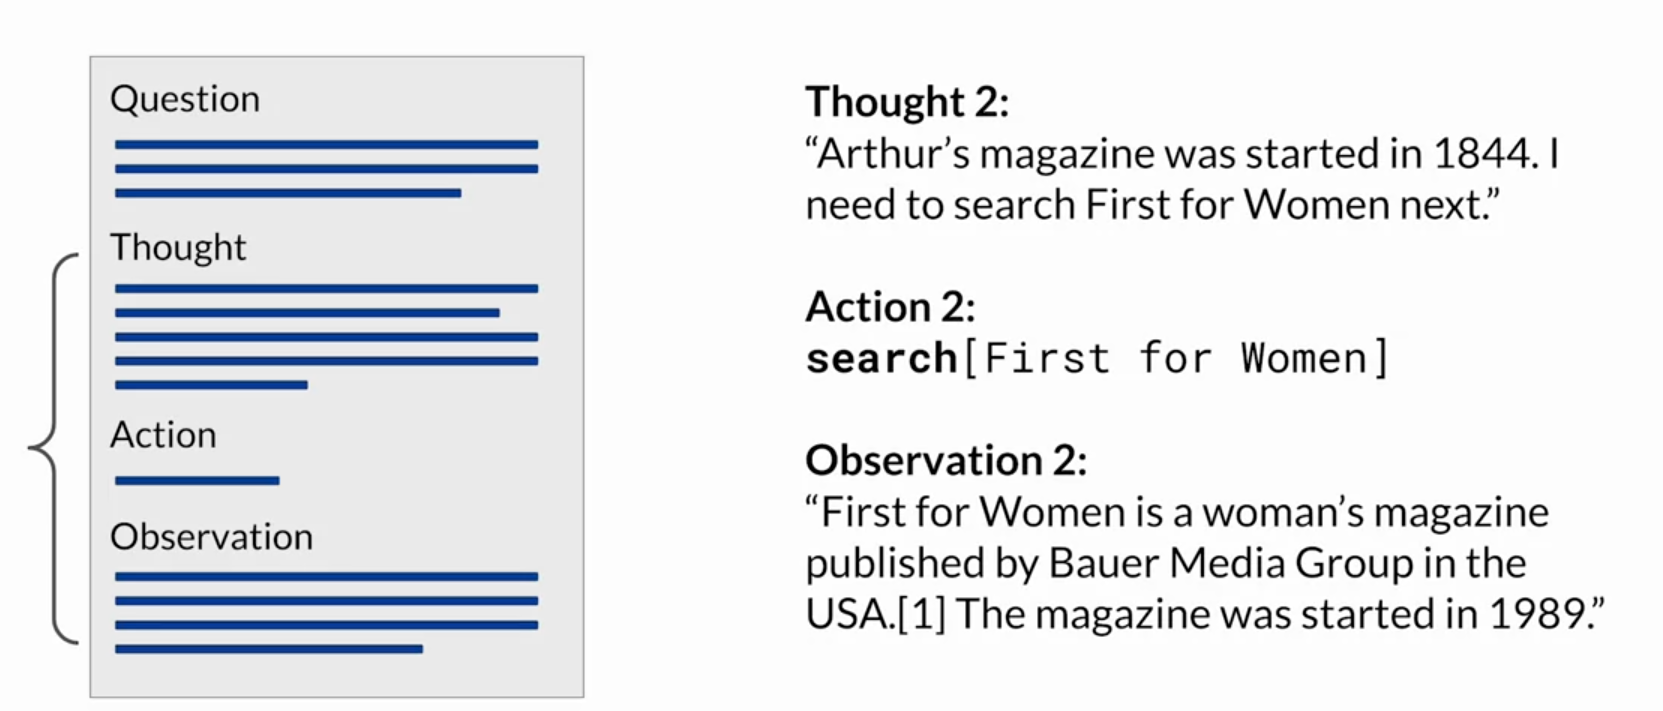 Question
Thought
Action
Observation
Thought 2:
“Arthur’s magazine was started in 1844. I
need to search First for Women next.”
Action 2:
search[First for Women]
Observation 2:
“First for Women is a woman’s magazine
published by Bauer Media Group in the
USA.[1] The magazine was started in 1989.”